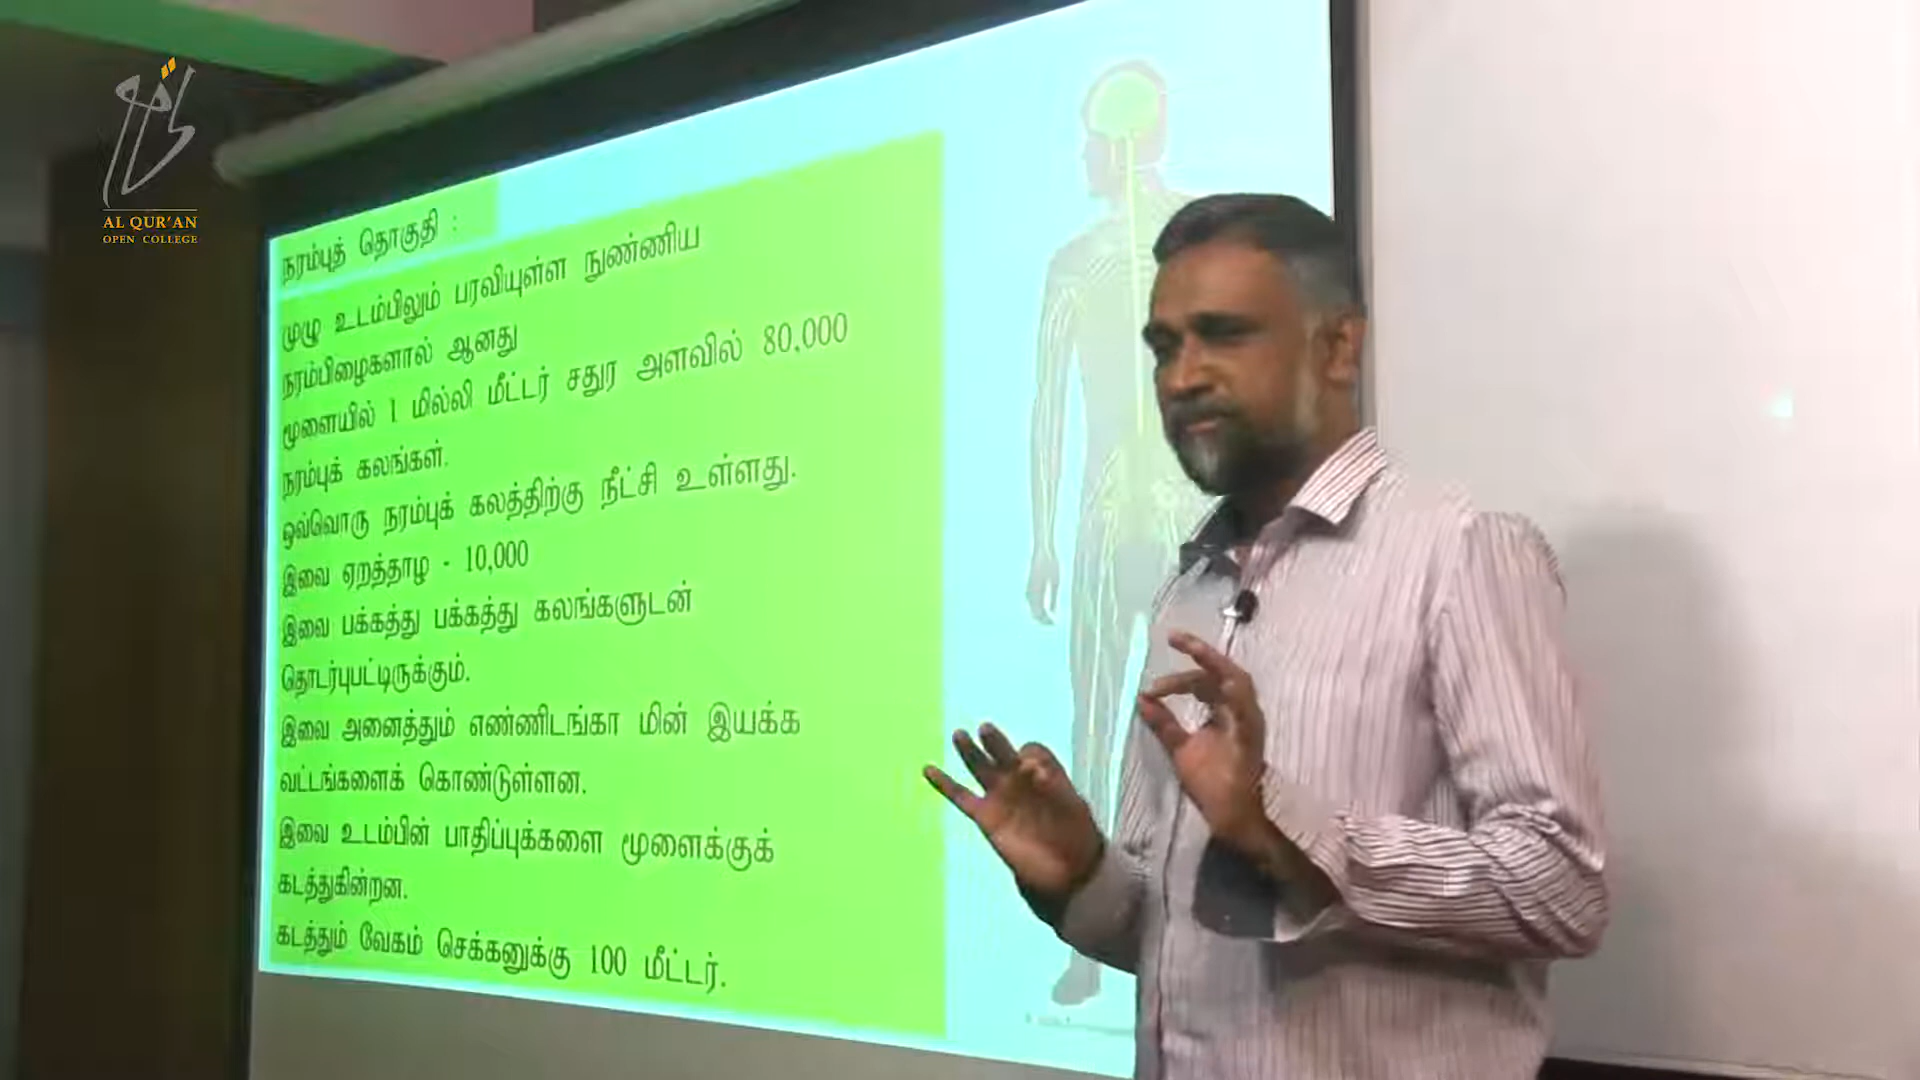 AL QUR'AN
OPEN COLLEGE
நரம்புத் தொகுதி :
முழு உடம்பிலும் பரவியுள்ள நுண்ணிய
நரம்பிழைகளால் ஆனது
மூளையில் 1 மில்லி மீட்டர் சதுர அளவில் 80,000
நரம்புக் கலங்கள்.
ஒவ்வொரு நரம்புக் கலத்திற்கு நீட்சி உள்ளது.
இவை ஏறத்தாழ - 10,000
இவை பக்கத்து பக்கத்து கலங்களுடன்
தொடர்புபட்டிருக்கும்.
இவை அனைத்தும் எண்ணிடங்கா மின் இயக்க
வட்டங்களைக் கொண்டுள்ளன.
இவை உடம்பின் பாதிப்புக்களை மூளைக்குக்
கடத்துகின்றன.
கடத்தும் வேகம் செக்கனுக்கு 100 மீட்டர்.